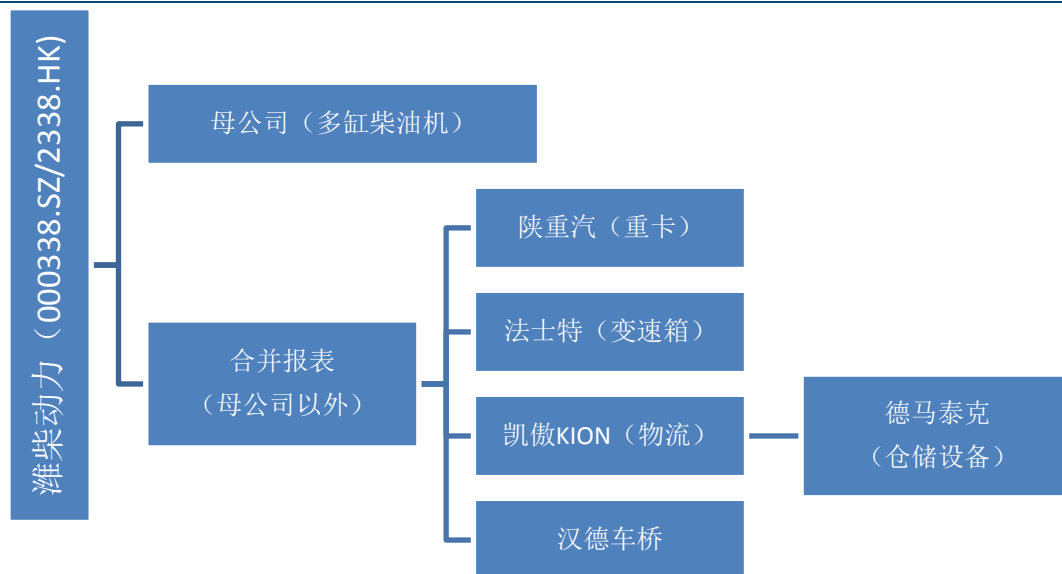 潍柴动力（000338.SZ/2338.HK)
母公司（多缸柴油机）
合并报表
（母公司以外）
陕重汽（重卡）
法士特（变速箱）
凯傲KION（物流）
汉德车桥
德马泰克
（仓储设备）